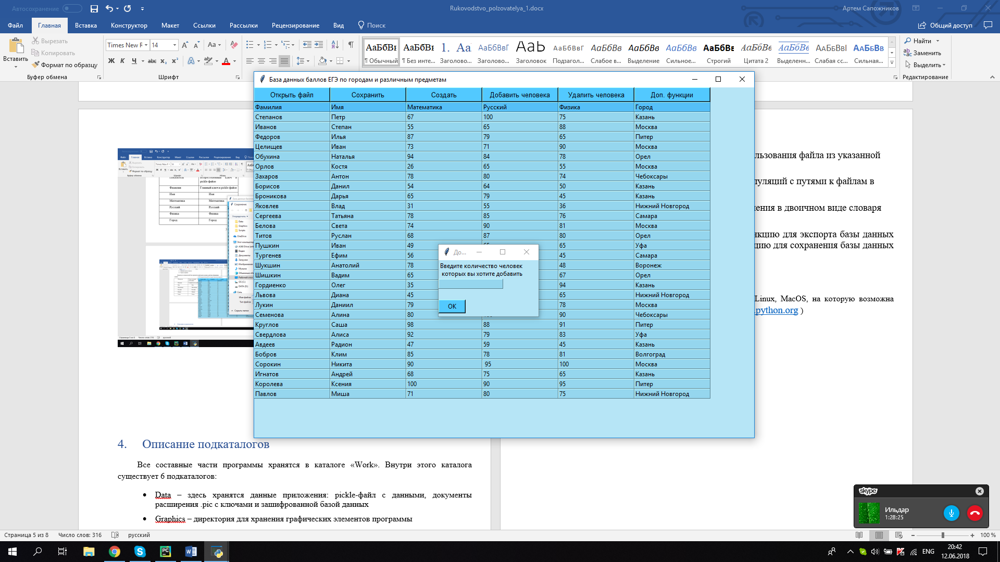 Автосохранение
Rukovodstvo_polzovatelya_1.docx
Артем Сапожников
Файл Главная Вставка Конструктор Макет Ссылки Рассылки Рецензирование Вид Поиск Общий доступ
Вставить
Вырезать
Копировать
Формат по образцу
Буфер обмена
Times New R 14
Шрифт
АаБбВı АаБбВı 1. Аа АаБбВвГ АаБбВвГ Ааb АаБбВвГ АаБбВв АаБбВв АаБбВв АаБбВв АаБбВв АаБбВв АаБбВвІ АаБбВв
¶ Обычный ¶ Без инте... Заголово... Заголово... Заголовок Подзагол... Слабое в... Выделение Сильное... Строгий Цитата 2 Выделенн... Слабая сс... Сильная...
Найти
Заменить
Выделить
Редактирование
База данных баллов ЕГЭ по городам и различным предметам
Открыть файл Сохранить Создать Добавить человека Удалить человека Доп. функции
Фамилия Имя Математика Русский Физика Город
Степанов Петр 67 100 75 Казань
Иванов Степан 55 65 88 Москва
Федоров Илья 87 79 65 Питер
Целищев Иван 73 71 90 Москва
Обухина Наталья 94 84 78 Орел
Орлов Костя 26 65 55 Москва
Захаров Антон 78 80 74 Чебоксары
Борисов Данил 54 64 50 Казань
Броникова Дарья 65 79 45 Казань
Яковлев Влад 31 55 36 Нижний Новгород
Сергеева Татьяна 78 85 76 Самара
Белова Света 74 90 81 Москва
Титов Руслан 68 87 80 Орел
Пушкин Иван 49 65 Уфа
Тургенев Ефим 56 45 Самара
Шукшин Анатолий 78 48 Воронеж
Шишкин Вадим 65 67 Орел
Гордиенко Олег 35 94 Казань
Львова Диана 45 65 Нижний Новгород
Лукин Даниил 79 78 Москва
Семенова Алина 80 90 Чебоксары
Круглов Саша 98 88 91 Питер
Свердлова Алиса 92 79 83 Уфа
Авдеев Радион 47 59 45 Казань
Бобров Клим 85 78 81 Волгоград
Сорокин Никита 90 95 100 Москва
Игнатов Андрей 68 75 65 Казань
Королева Ксения 100 90 95 Питер
Павлов Миша 71 80 75 Нижний Новгород
До...
Введите количество человек
которых вы хотите добавить
OK
Фамилия Главный ключ в pickle-файле
Имя Имя
Математика Математика
Русский Русский
Физика Физика
Город Город
льзования файла из указанной
пуляций с путями к файлам в
ения в двоичном виде словаря
нкцию для экспорта базы данных
цию для сохранения базы данных
Linux, MacOS, на которую возможна
.python.org )
4. Описание подкаталогов
Все составные части программы хранятся в каталоге «Work». Внутри этого каталога
существует 6 подкаталогов:
Data – здесь хранятся данные приложения: pickle-файл с данными, документы
расширения .pic с ключами и зашифрованной базой данных
Graphics – директория для хранения графических элементов программы
skype
Ильдар
1:28:25
Страница 5 из 8 Число слов: 316 русский 100 %
ENG
20:42
12.06.2018